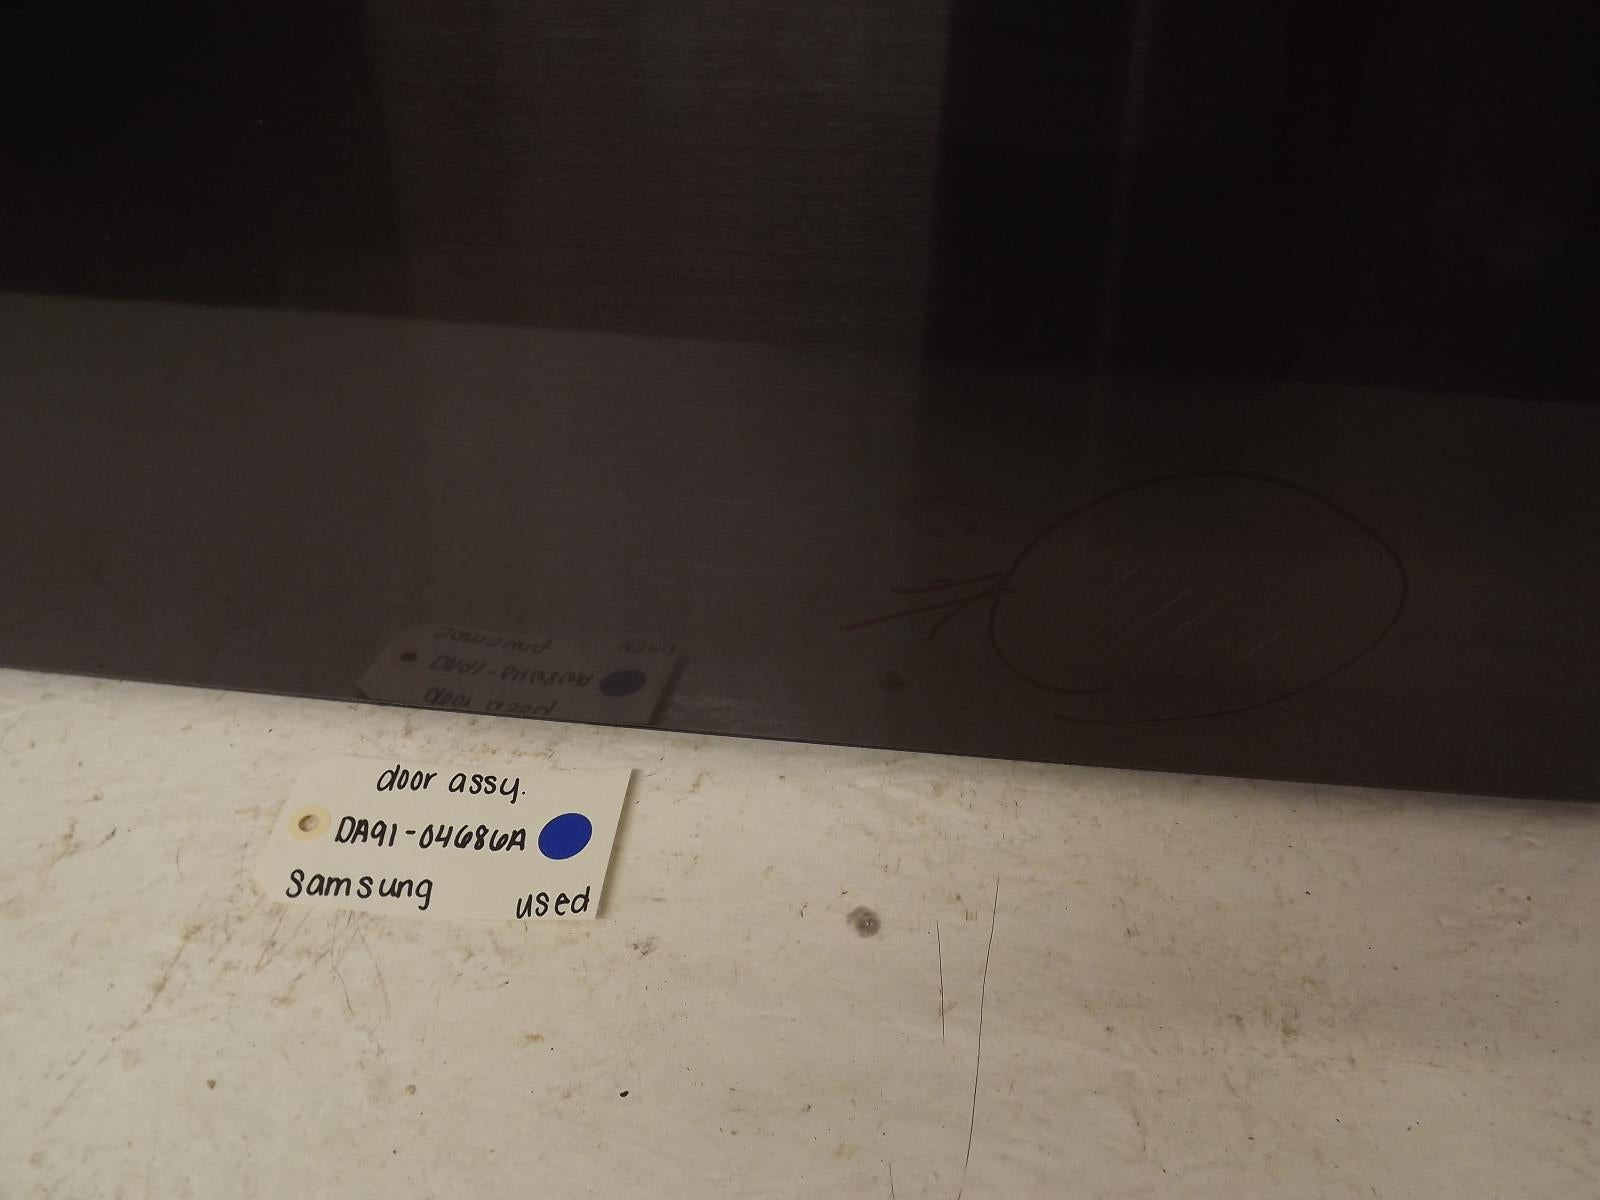 door assy.
DA91-04686A
Samsung
used